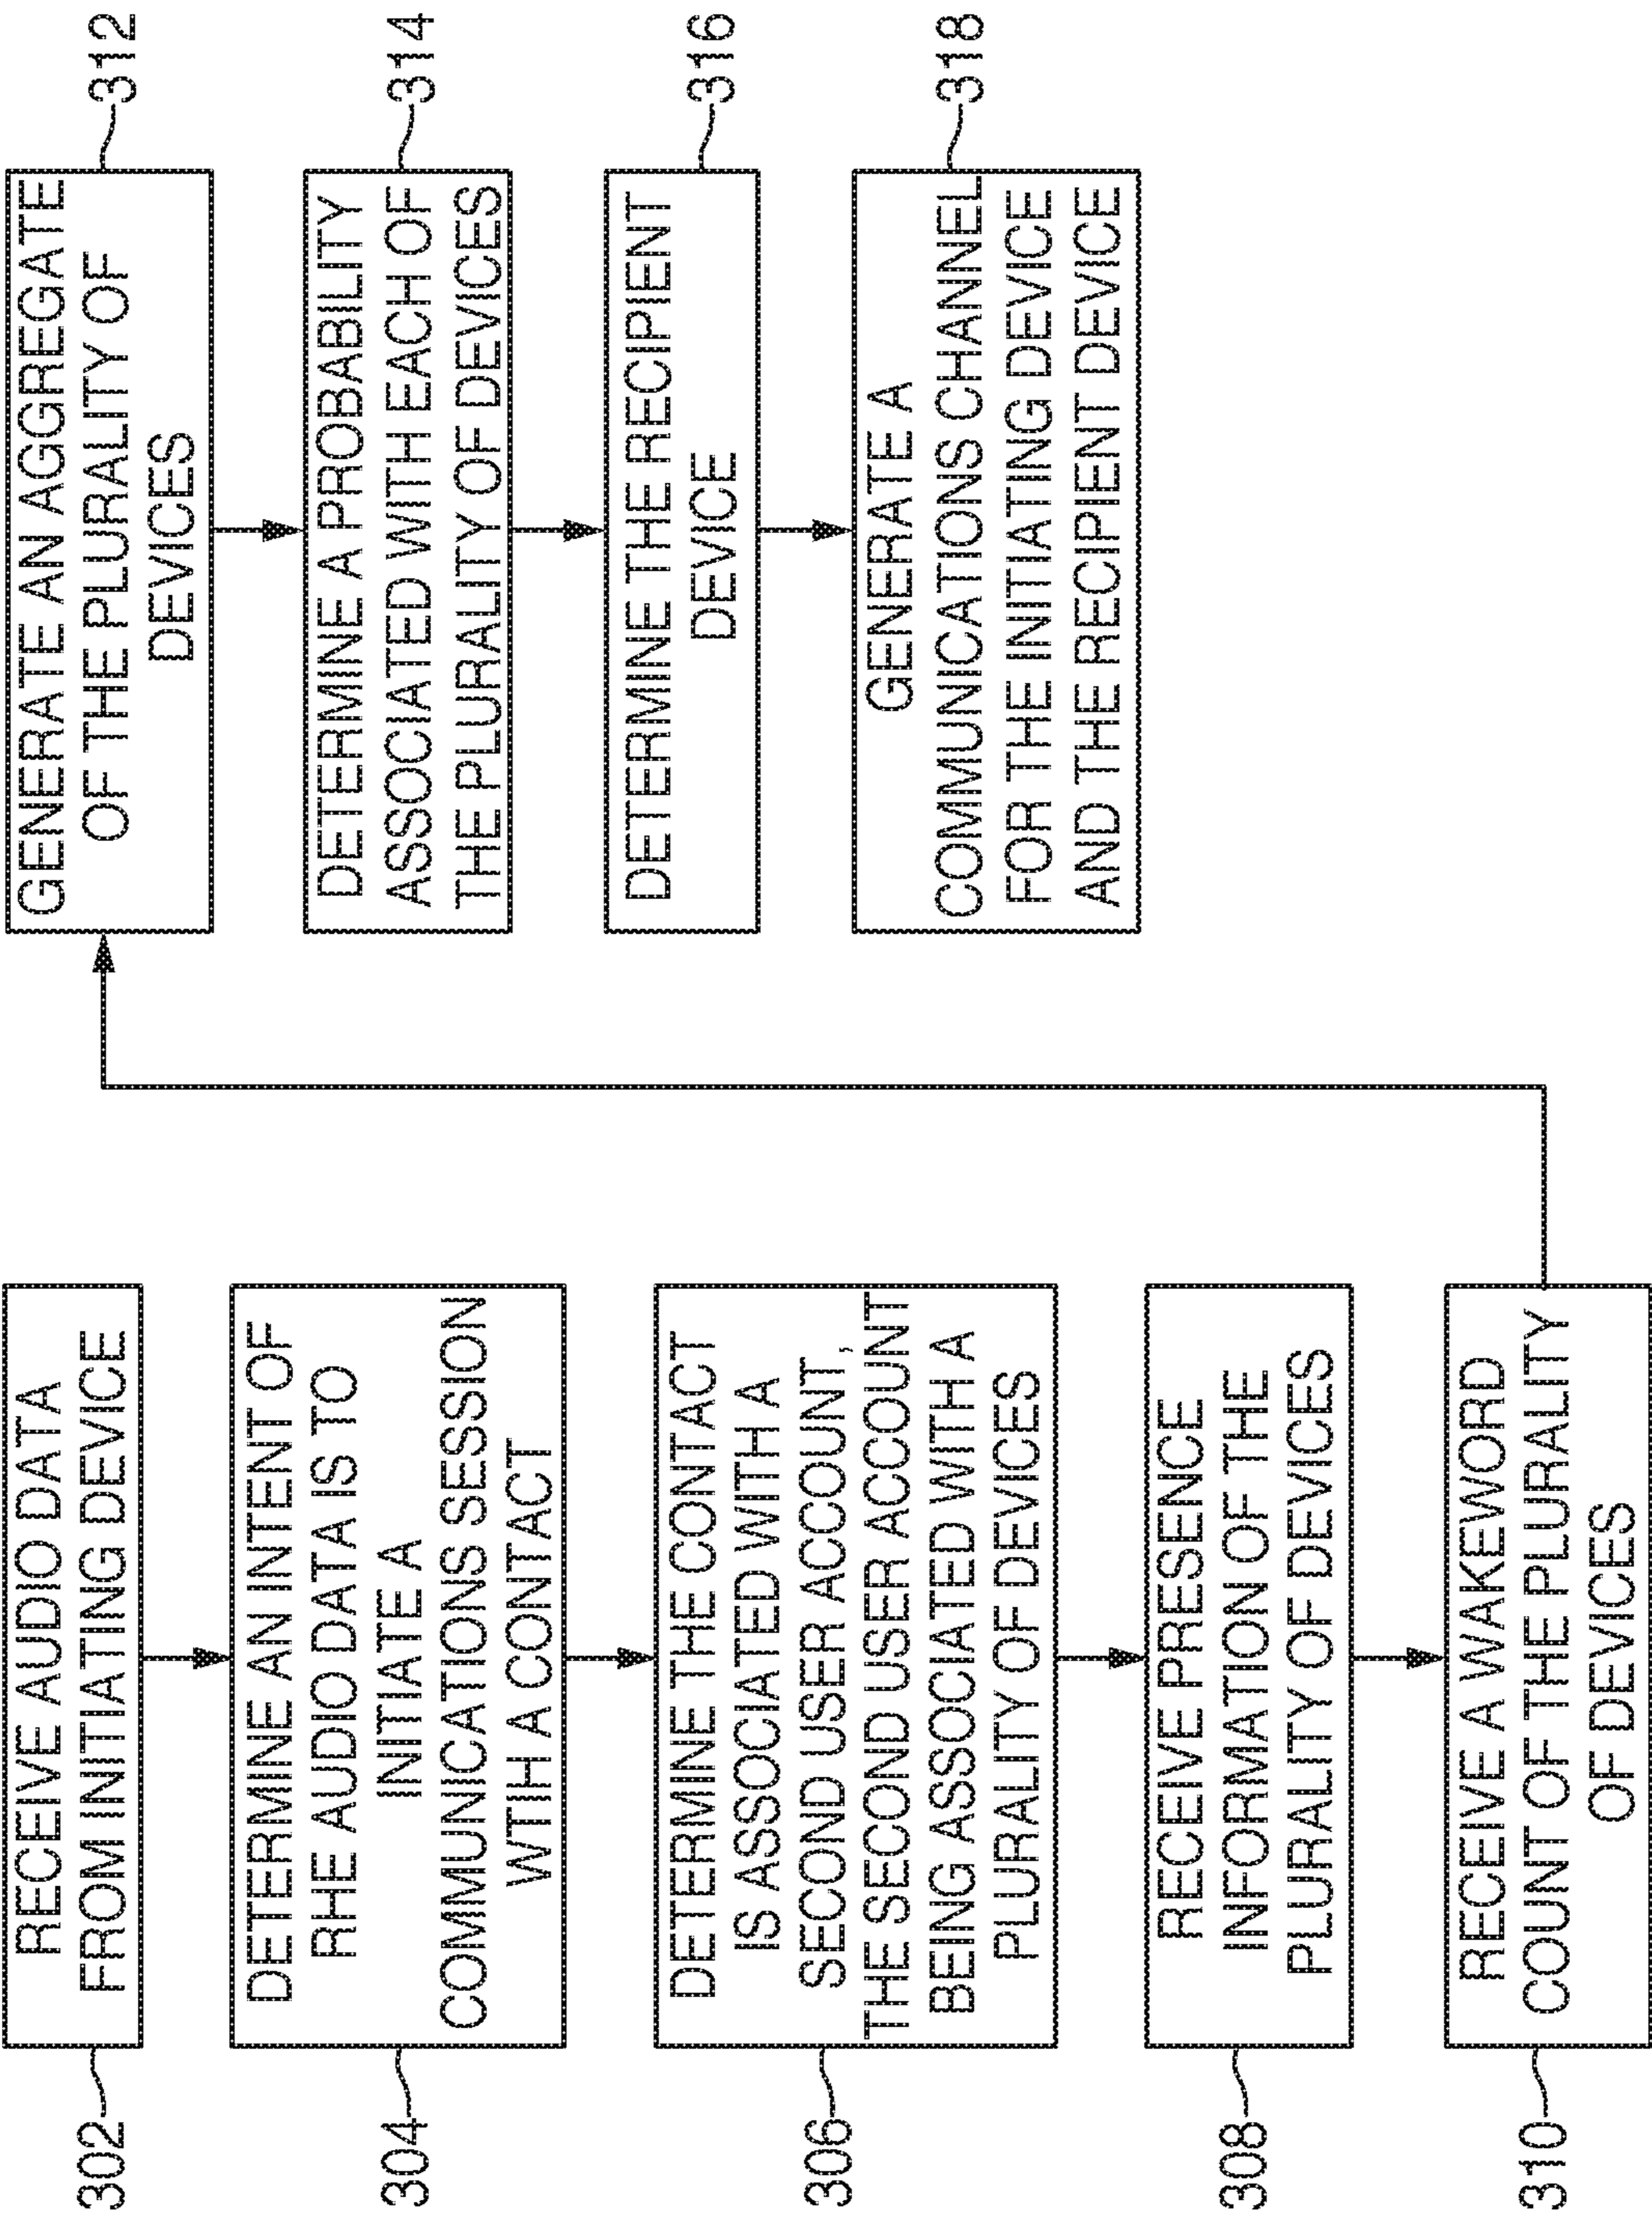 302
RECEIVE AUDIO DATA
FROM INITIATING DEVICE
304
DETERMINE AN INTENT OF
RHE AUDIO DATA IS TO
INITIATE A
COMMUNICATIONS SESSION
WTIH A CONTACT
306
DETERMINE THE CONTACT
IS ASSOCIATED WITH A
SECOND USER ACCOUNT,
THE SECOND USER ACCOUNT
BEING ASSOCIATED WITH A
PLURALITY OF DEVICES
308
RECEIVE PRESENCE
INFORMATION OF THE
PLURALITY OF DEVICES
310
RECEIVE A WAKEWORD
COUNT OF THE PLURALITY
OF DEVICES
GENERATE AN AGGREGATE
OF THE PLURALITY OF
DEVICES
312
DETERMINE A PROBABILITY
ASSOCIATED WITH EACH OF
THE PLURALITY OF DEVICES
314
DETERMINE THE RECIPIENT
DEVICE
316
GENERATE A
COMMUNICATIONS CHANNEL
FOR THE INITIATING DEVICE
AND THE RECIPIENT DEVICE
318